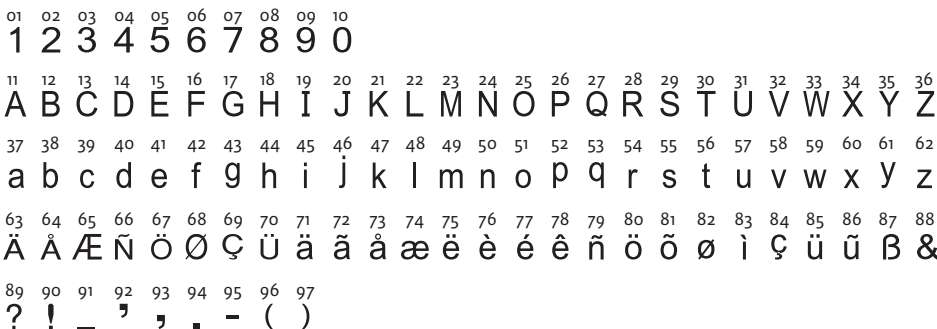 01 02 03 04 05 06 07 08 09 10
1 2 3 4 5 6 7 8 9 0
11 12 13 14 15 16 17 18 19 20 21 22 23 24 25 26 27 28 29 30 31 32 33 34 35 36
A B C D E F G H I J K L M N O P Q R S T U V W X Y Z
37 38 39 40 41 42 43 44 45 46 47 48 49 50 51 52 53 54 55 56 57 58 59 60 61 62
a b c d e f g h i j k l m n o p q r s t u v w x y z
63 64 65 66 67 68 69 70 71 72 73 74 75 76 77 78 79 80 81 82 83 84 85 86 87 88
Ä Å Æ Ñ Ö Ø Ç Ü ä ã å æ ë è é ê ñ ö õ ø ì ç ü ũ ß &
89 90 91 92 93 94 95 96 97
? ! _ ’ , . - ( )